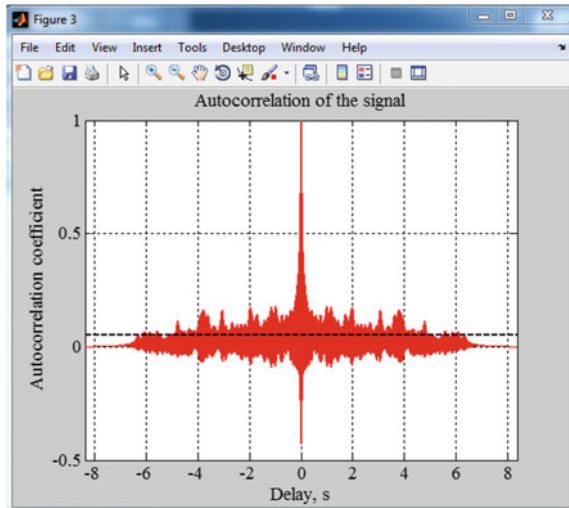 Figure 3
File Edit View Insert Tools Desktop Window Help
Autocorrelation of the signal
1
0.5
0
-0.5
Autocorrelation coefficient
-8 -6 -4 -2 0 2 4 6 8
Delay, s